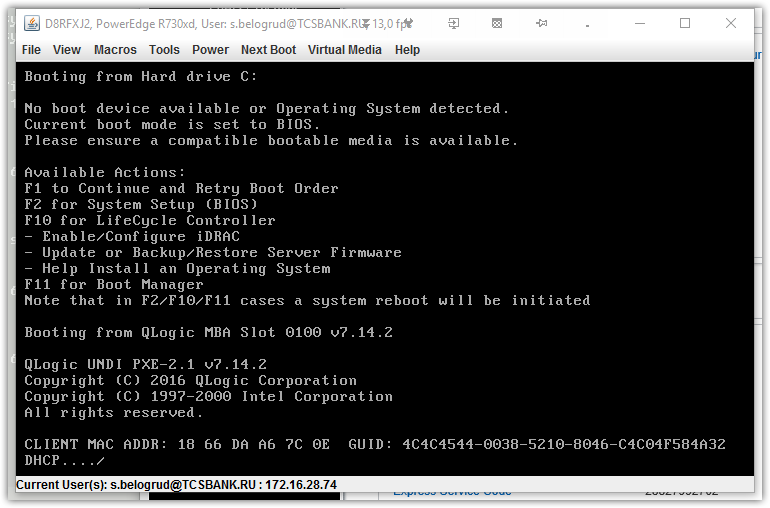 D8RFXJ2, PowerEdge R730xd, User: s.belogrud@TCSBANK.RU, 13,0 fps
File View Macros Tools Power Next Boot Virtual Media Help
Booting from Hard drive C:
No boot device available or Operating System detected.
Current boot mode is set to BIOS.
Please ensure a compatible bootable media is available.
Available Actions:
F1 to Continue and Retry Boot Order
F2 for System Setup (BIOS)
F10 for LifeCycle Controller
- Enable/Configure iDRAC
- Update or Backup/Restore Server Firmware
- Help Install an Operating System
F11 for Boot Manager
Note that in F2/F10/F11 cases a system reboot will be initiated
Booting from QLogic MBA Slot 0100 v7.14.2
QLogic UNDI PXE-2.1 v7.14.2
Copyright (C) 2016 QLogic Corporation
Copyright (C) 1997-2000 Intel Corporation
All rights reserved.
CLIENT MAC ADDR: 18 66 DA A6 7C 0E GUID: 4C4C4544-0038-5210-8046-C4C04F584A32
DHCP..../
Current User(s): s.belogrud@TCSBANK.RU : 172.16.28.74
Express Service Code